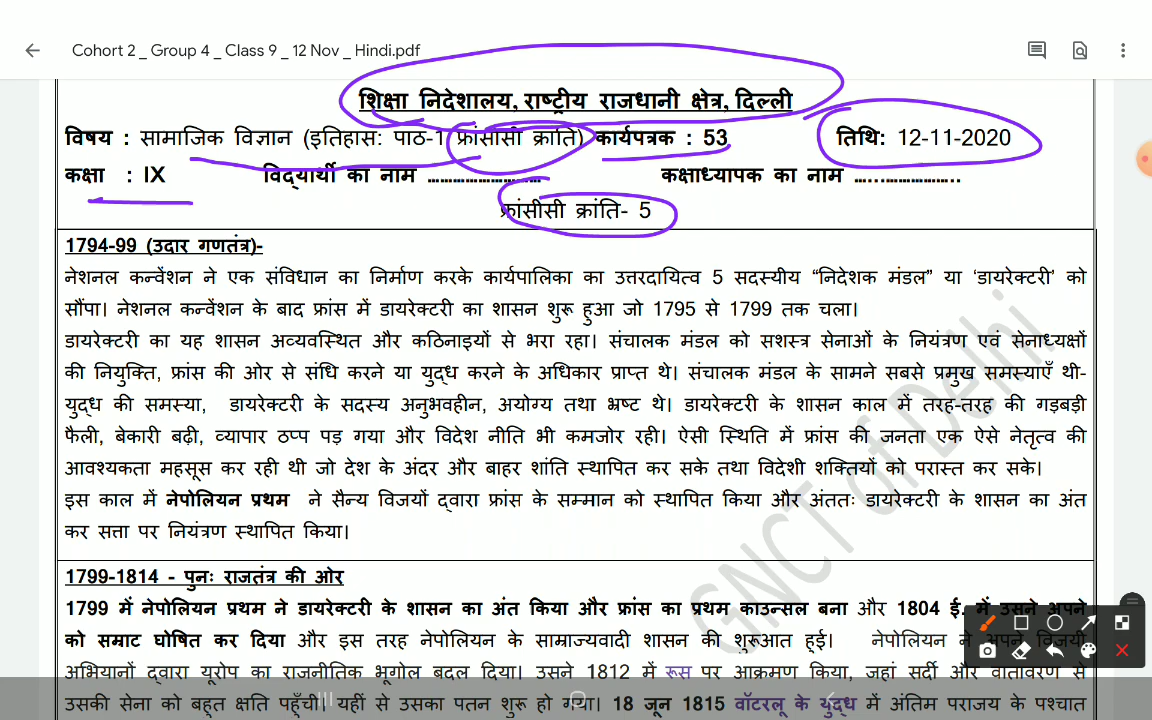 Cohort 2 _ Group 4 _ Class 9 _ 12 Nov _ Hindi.pdf
शिक्षा निदेशालय, राष्ट्रीय राजधानी क्षेत्र, दिल्ली
विषय : सामाजिक विज्ञान (इतिहास: पाठ-1 फ्रांसीसी क्रांति) कार्यपत्रक : 53 तिथि: 12-11-2020
कक्षा : IX विद्यार्थी का नाम ........................ कक्षाध्यापक का नाम ......................
फ्रांसीसी क्रांति- 5
1794-99 (उदार गणतंत्र)-
नेशनल कन्वेंशन ने एक संविधान का निर्माण करके कार्यपालिका का उत्तरदायित्व 5 सदस्यीय “निदेशक मंडल” या ‘डायरेक्टरी’ को
सौंपा। नेशनल कन्वेंशन के बाद फ्रांस में डायरेक्टरी का शासन शुरू हुआ जो 1795 से 1799 तक चला।
डायरेक्टरी का यह शासन अव्यवस्थित और कठिनाइयों से भरा रहा। संचालक मंडल को सशस्त्र सेनाओं के नियंत्रण एवं सेनाध्यक्षों
की नियुक्ति, फ्रांस की ओर से संधि करने या युद्ध करने के अधिकार प्राप्त थे। संचालक मंडल के सामने सबसे प्रमुख समस्याएँ थी-
युद्ध की समस्या, डायरेक्टरी के सदस्य अनुभवहीन, अयोग्य तथा भ्रष्ट थे। डायरेक्टरी के शासन काल में तरह-तरह की गड़बड़ी
फैली, बेकारी बढ़ी, व्यापार ठप्प पड़ गया और विदेश नीति भी कमजोर रही। ऐसी स्थिति में फ्रांस की जनता एक ऐसे नेतृत्व की
आवश्यकता महसूस कर रही थी जो देश के अंदर और बाहर शांति स्थापित कर सके तथा विदेशी शक्तियों को परास्त कर सके।
इस काल में नेपोलियन प्रथम ने सैन्य विजयों द्वारा फ्रांस के सम्मान को स्थापित किया और अंततः डायरेक्टरी के शासन का अंत
कर सत्ता पर नियंत्रण स्थापित किया।
GNCT of Delhi
1799-1814 - पुनः राजतंत्र की ओर
1799 में नेपोलियन प्रथम ने डायरेक्टरी के शासन का अंत किया और फ्रांस का प्रथम काउन्सल बना और 1804 ई. में उसने अपने
को सम्राट घोषित कर दिया और इस तरह नेपोलियन के साम्राज्यवादी शासन की शुरूआत हुई। नेपोलियन ने अपने विजयी
अभियानों द्वारा यूरोप का राजनीतिक भूगोल बदल दिया। उसने 1812 में रूस पर आक्रमण किया, जहां सर्दी और वातावरण से
उसकी सेना को बहुत क्षति पहुँची। यहीं से उसका पतन शुरू हो गया। 18 जून 1815 वॉटरलू के युद्ध में अंतिम पराजय के पश्चात